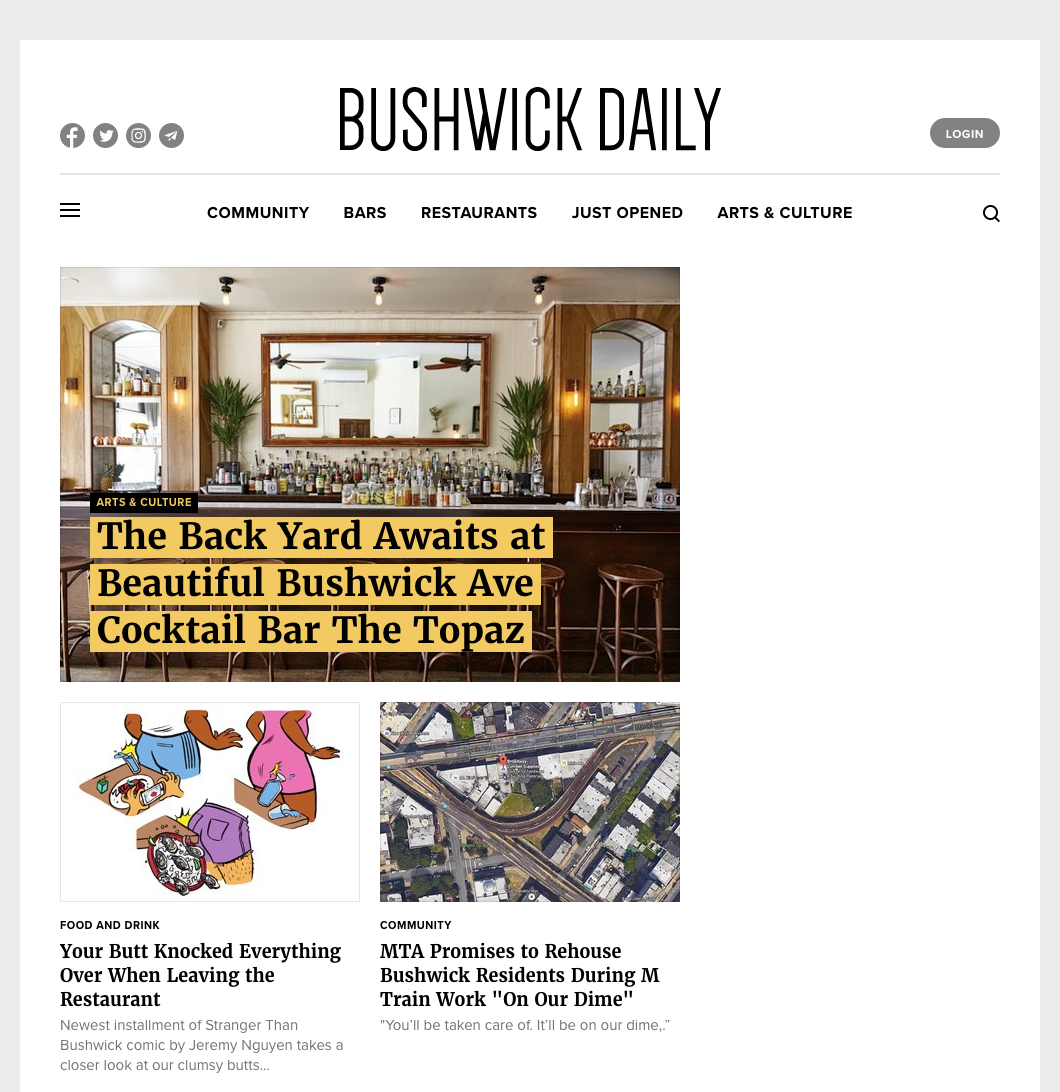 BUSHWICK DAILY
LOGIN
COMMUNITY BARS RESTAURANTS JUST OPENED ARTS & CULTURE
ARTS & CULTURE
The Back Yard Awaits at
Beautiful Bushwick Ave
Cocktail Bar The Topaz
FOOD AND DRINK
Your Butt Knocked Everything
Over When Leaving the
Restaurant
Newest installment of Stranger Than
Bushwick comic by Jeremy Nguyen takes a
closer look at our clumsy butts...
COMMUNITY
MTA Promises to Rehouse
Bushwick Residents During M
Train Work "On Our Dime"
"You’ll be taken care of. It’ll be on our dime,.”